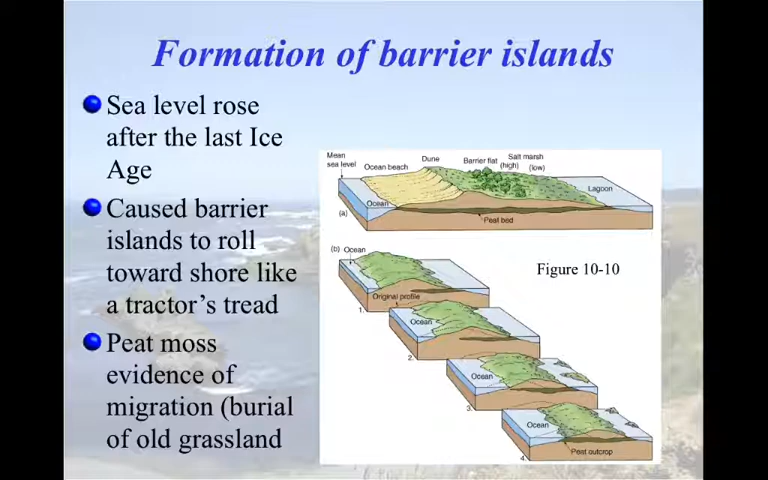 Formation of barrier islands
Sea level rose
after the last Ice
Age
Caused barrier
islands to roll
toward shore like
a tractor's tread
Peat moss
evidence of
migration (burial
of old grassland
Mean
sea level
Ocean beach
Dune
Barrier flat
Salt marsh
(high)
(low)
Lagoon
Ocean
(a)
Peat bed
(b) Ocean
Figure 10-10
Original profile
1.
Ocean
2.
Ocean
3.
Ocean
Peat outcrop
4.